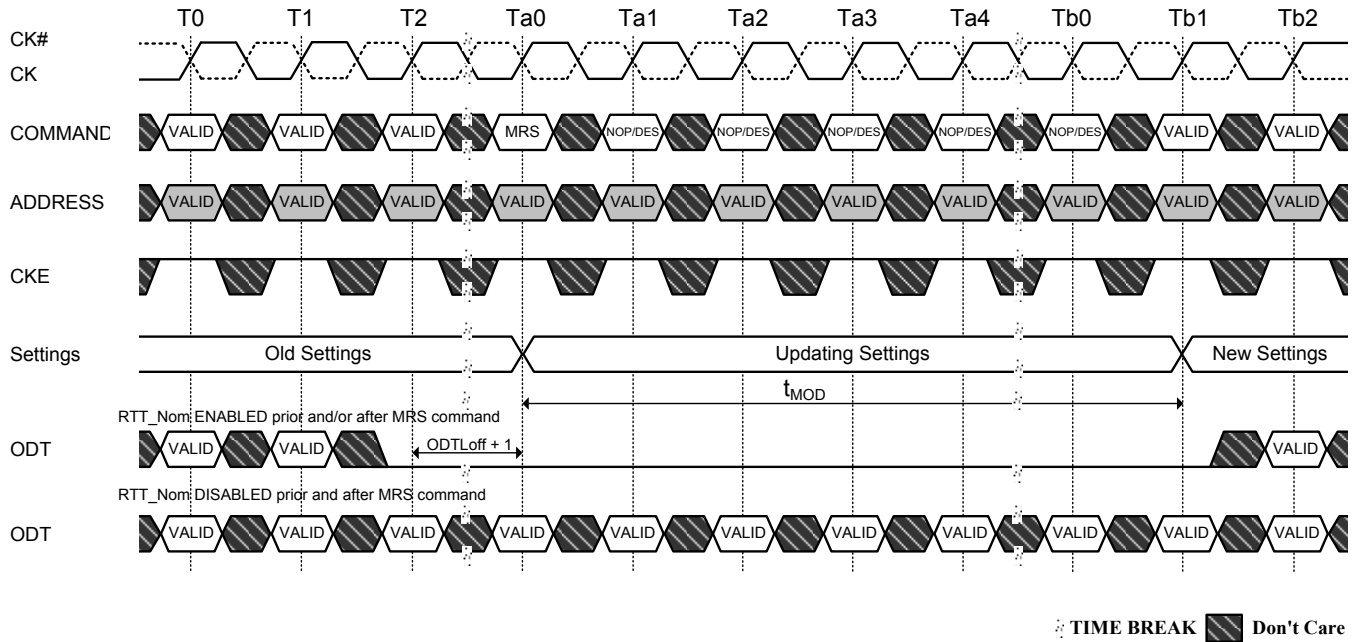 T0 T1 T2 Ta0 Ta1 Ta2 Ta3 Ta4 Tb0 Tb1 Tb2
CK#
CK
COMMAND VALID VALID VALID MRS NOP/DES NOP/DES NOP/DES NOP/DES NOP/DES VALID VALID
ADDRESS VALID VALID VALID VALID VALID VALID VALID VALID VALID VALID VALID
CKE
Settings Old Settings Updating Settings New Settings
tMOD
RTT_Nom ENABLED prior and/or after MRS command
ODT VALID VALID ODTLoff + 1 VALID
RTT_Nom DISABLED prior and after MRS command
ODT VALID VALID VALID VALID VALID VALID VALID VALID VALID VALID VALID
TIME BREAK Don't Care